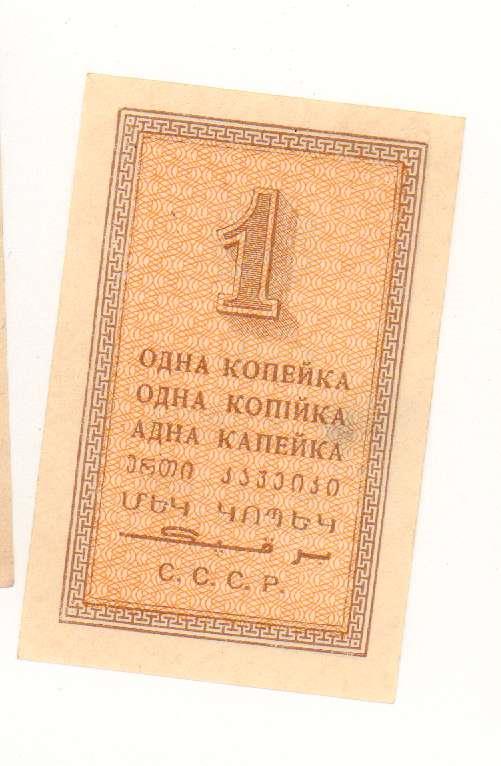 1
ОДНА КОПЕЙКА
ОДНА КОПІЙКА
АДНА КАПЕЙКА
ერთი კაპეიკი
ՄԵԿ ԿՈՊԵԿ
С. С. С. Р.